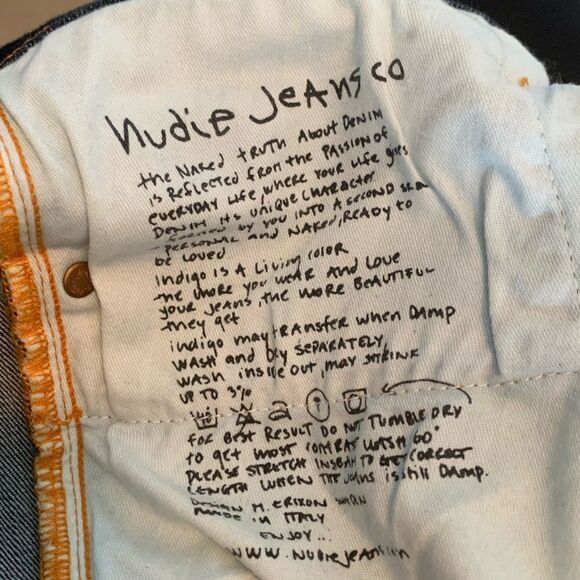 Nudie Jeans co
the Naked truth About Denim
is Reflected from the Passion of
everyday Life, where your life gives
Denim its unique character
formed by you into a second skin
personal and Naked, Ready to
be loved
Indigo is A Living color
the more you wear and love
your jeans the more beautiful
they get
indigo may transfer when damp
wash and dry separately,
wash inside out, may shrink
up to 3%
for best result do not tumble dry
to get most comfort wash 60°
please stretch inseam to get correct
length when the jeans is still damp.
M. Erixon
made in Italy
enjoy...
www.nudiejeans